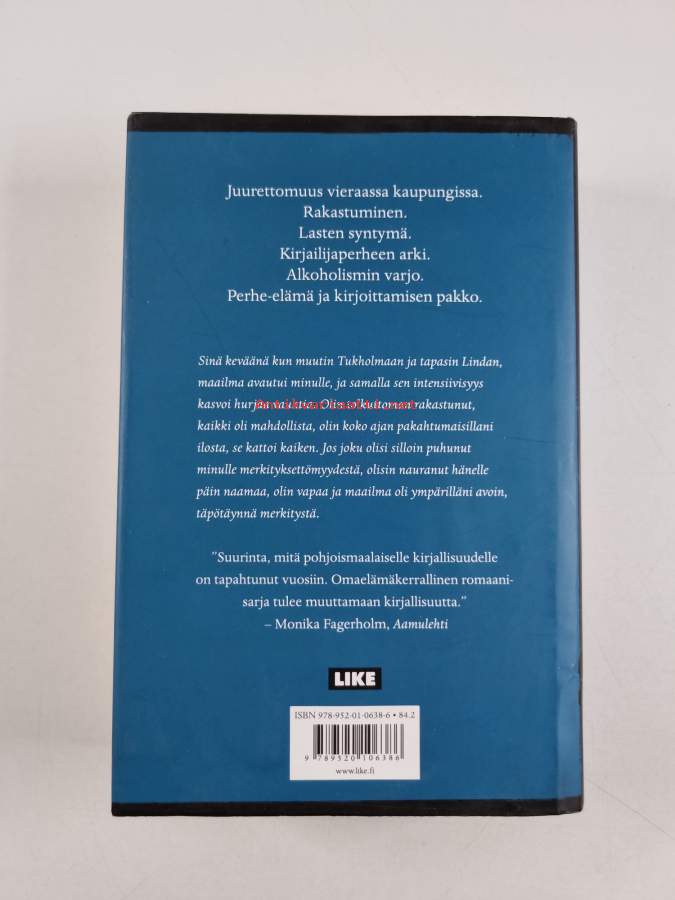 Juurettomuus vieraassa kaupungissa.
Rakastuminen.
Lasten syntymä.
Kirjailijaperheen arki.
Alkoholismin varjo.
Perhe-elämä ja kirjoittamisen pakko.
Sinä keväänä kun muutin Tukholmaan ja tapasin Lindan,
maailma avautui minulle, ja samalla sen intensiivisyys
kasvoi hurjaa vauhtia. Olin sulkutoman rakastunut,
kaikki oli mahdollista, olin koko ajan pakahtumaisillani
ilosta, se kattoi kaiken. Jos joku olisi silloin puhunut
minulle merkityksettömyydestä, olisin nauranut hänelle
päin naamaa, olin vapaa ja maailma oli ympärilläni avoin,
täpötäynnä merkitystä.
”Suurinta, mitä pohjoismaalaiselle kirjallisuudelle
on tapahtunut vuosiin. Omaelämäkerrallinen romaani-
sarja tulee muuttamaan kirjallisuutta.”
– Monika Fagerholm, Aamulehti
LIKE
ISBN 978-952-01-0638-6 • 84.2
9 789520 106386
www.like.fi